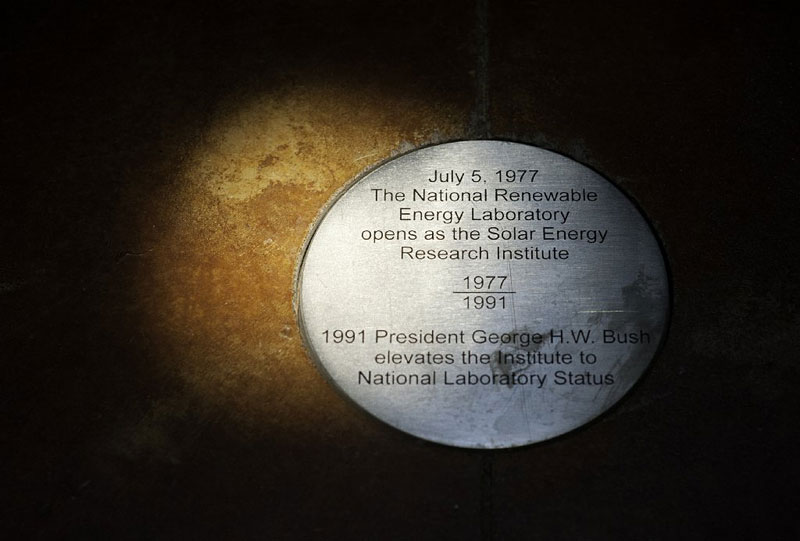 July 5, 1977
The National Renewable
Energy Laboratory
opens as the Solar Energy
Research Institute
1977
1991
1991 President George H.W. Bush
elevates the Institute to
National Laboratory Status